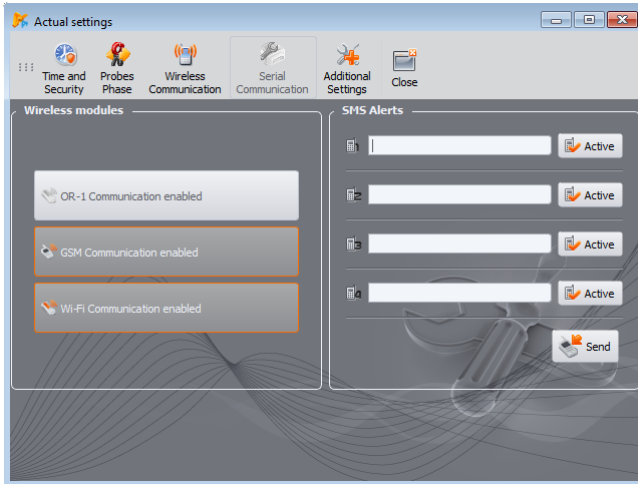 Actual settings
Time and
Security
Probes
Phase
Wireless
Communication
Serial
Communication
Additional
Settings
Close
Wireless modules
OR-1 Communication enabled
GSM Communication enabled
Wi-Fi Communication enabled
SMS Alerts
1
Active
2
Active
3
Active
4
Active
Send